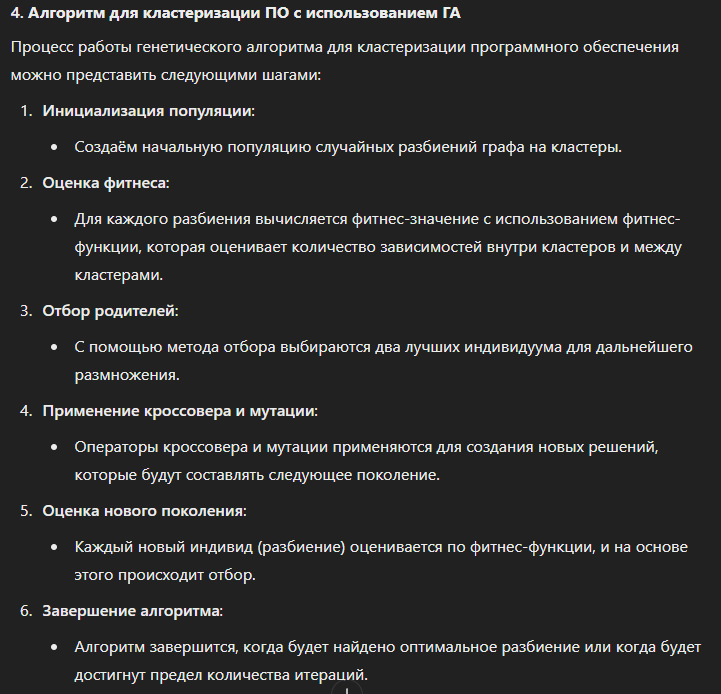 4. Алгоритм для кластеризации ПО с использованием ГА
Процесс работы генетического алгоритма для кластеризации программного обеспечения
можно представить следующими шагами:
1. Инициализация популяции:
• Создаём начальную популяцию случайных разбиений графа на кластеры.
2. Оценка фитнеса:
• Для каждого разбиения вычисляется фитнес-значение с использованием фитнес-
функции, которая оценивает количество зависимостей внутри кластеров и между
кластерами.
3. Отбор родителей:
• С помощью метода отбора выбираются два лучших индивидуума для дальнейшего
размножения.
4. Применение кроссовера и мутации:
• Операторы кроссовера и мутации применяются для создания новых решений,
которые будут составлять следующее поколение.
5. Оценка нового поколения:
• Каждый новый индивид (разбиение) оценивается по фитнес-функции, и на основе
этого происходит отбор.
6. Завершение алгоритма:
• Алгоритм завершится, когда будет найдено оптимальное разбиение или когда будет
достигнут предел количества итераций.